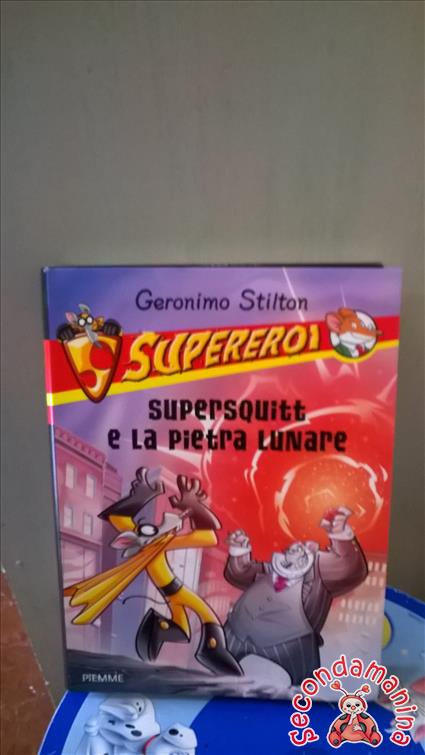 Geronimo Stilton
SUPEREROI
SUPERSQUITT
E LA PIETRA LUNARE
PIEMME
secondamanina